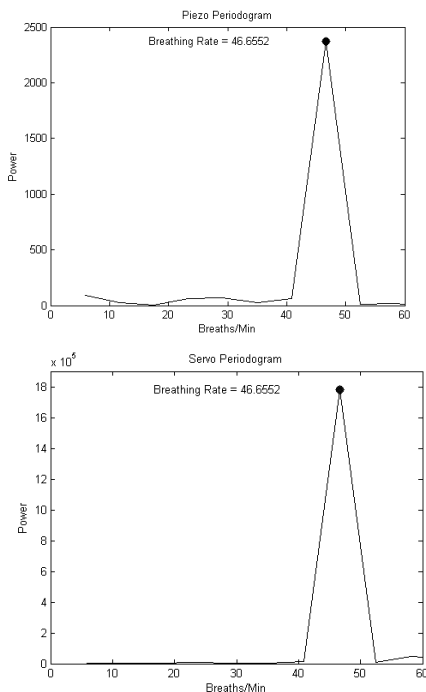 Piezo Periodogram
Breathing Rate = 46.6552
2500
2000
1500
1000
500
0
Power
0 10 20 30 40 50 60
Breaths/Min
Servo Periodogram
x 10^5
Breathing Rate = 46.6552
18
16
14
12
10
8
6
4
2
0
Power
0 10 20 30 40 50 60
Breaths/Min